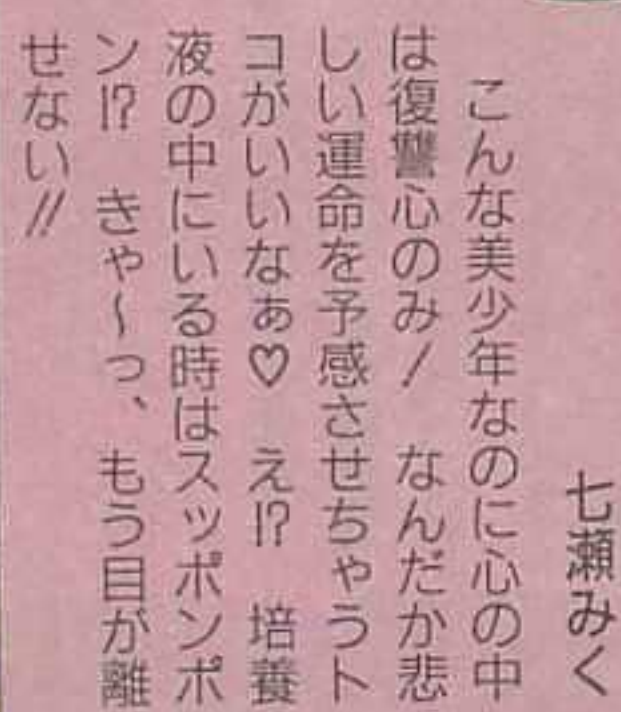 七瀬みく
こんな美少年なのに心の中
は復讐心のみ! なんだか悲
しい運命を予感させちゃうト
コがいいなぁ♡ え!? 培養
液の中にいる時はスッポンポ
ン!? きゃ〜っ、もう目が離
せない!!